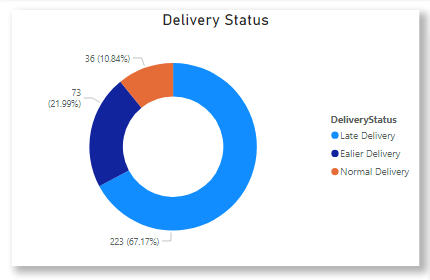 Delivery Status
36 (10.84%)
73
(21.99%)
DeliveryStatus
Late Delivery
Ealier Delivery
Normal Delivery
223 (67.17%)